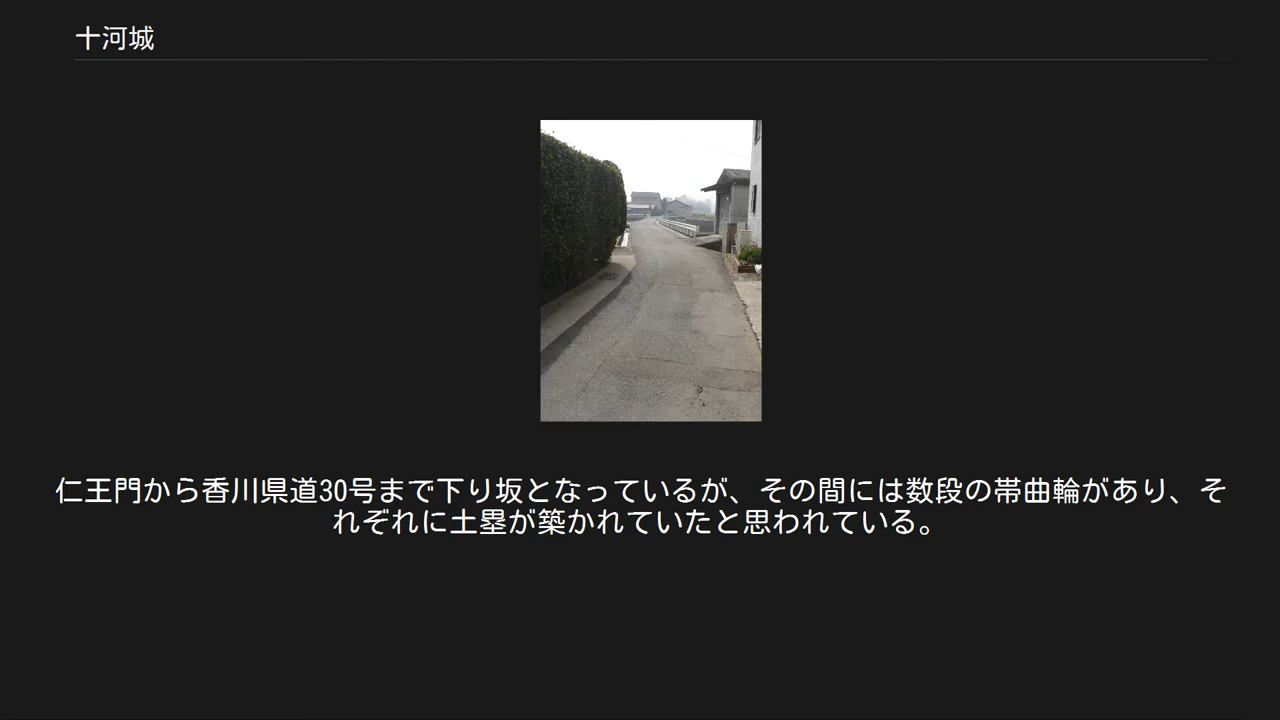 十河城
仁王門から香川県道30号まで下り坂となっているが、その間には数段の帯曲輪があり、そ
れぞれに土塁が築かれていたと思われている。